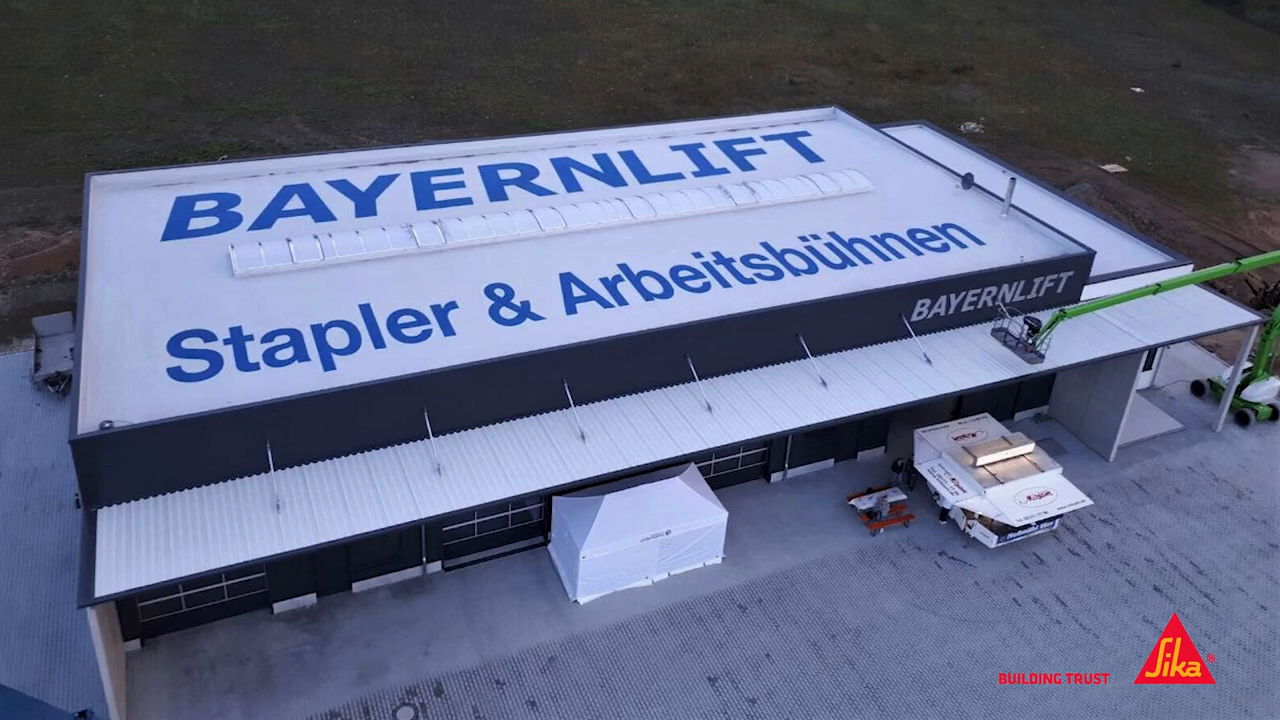 BAYERNLIFT
Stapler & Arbeitsbühnen
BAYERNLIFT
BUILDING TRUST
Sika®